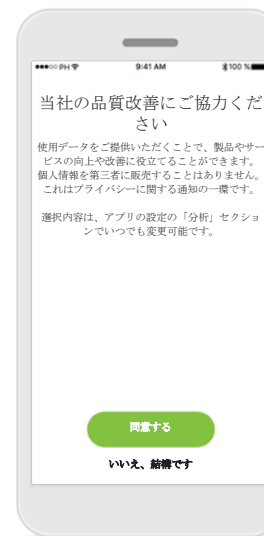 ●●●○○ PH 9:41 AM 100 %
当社の品質改善にご協力くだ
さい
使用データをご提供いただくことで、製品やサー
ビスの向上や改善に役立てることができます。
個人情報を第三者に販売することはありません。
これはプライバシーに関する通知の一環です。
選択内容は、アプリの設定の「分析」セクショ
ンでいつでも変更可能です。
同意する
いいえ、結構です